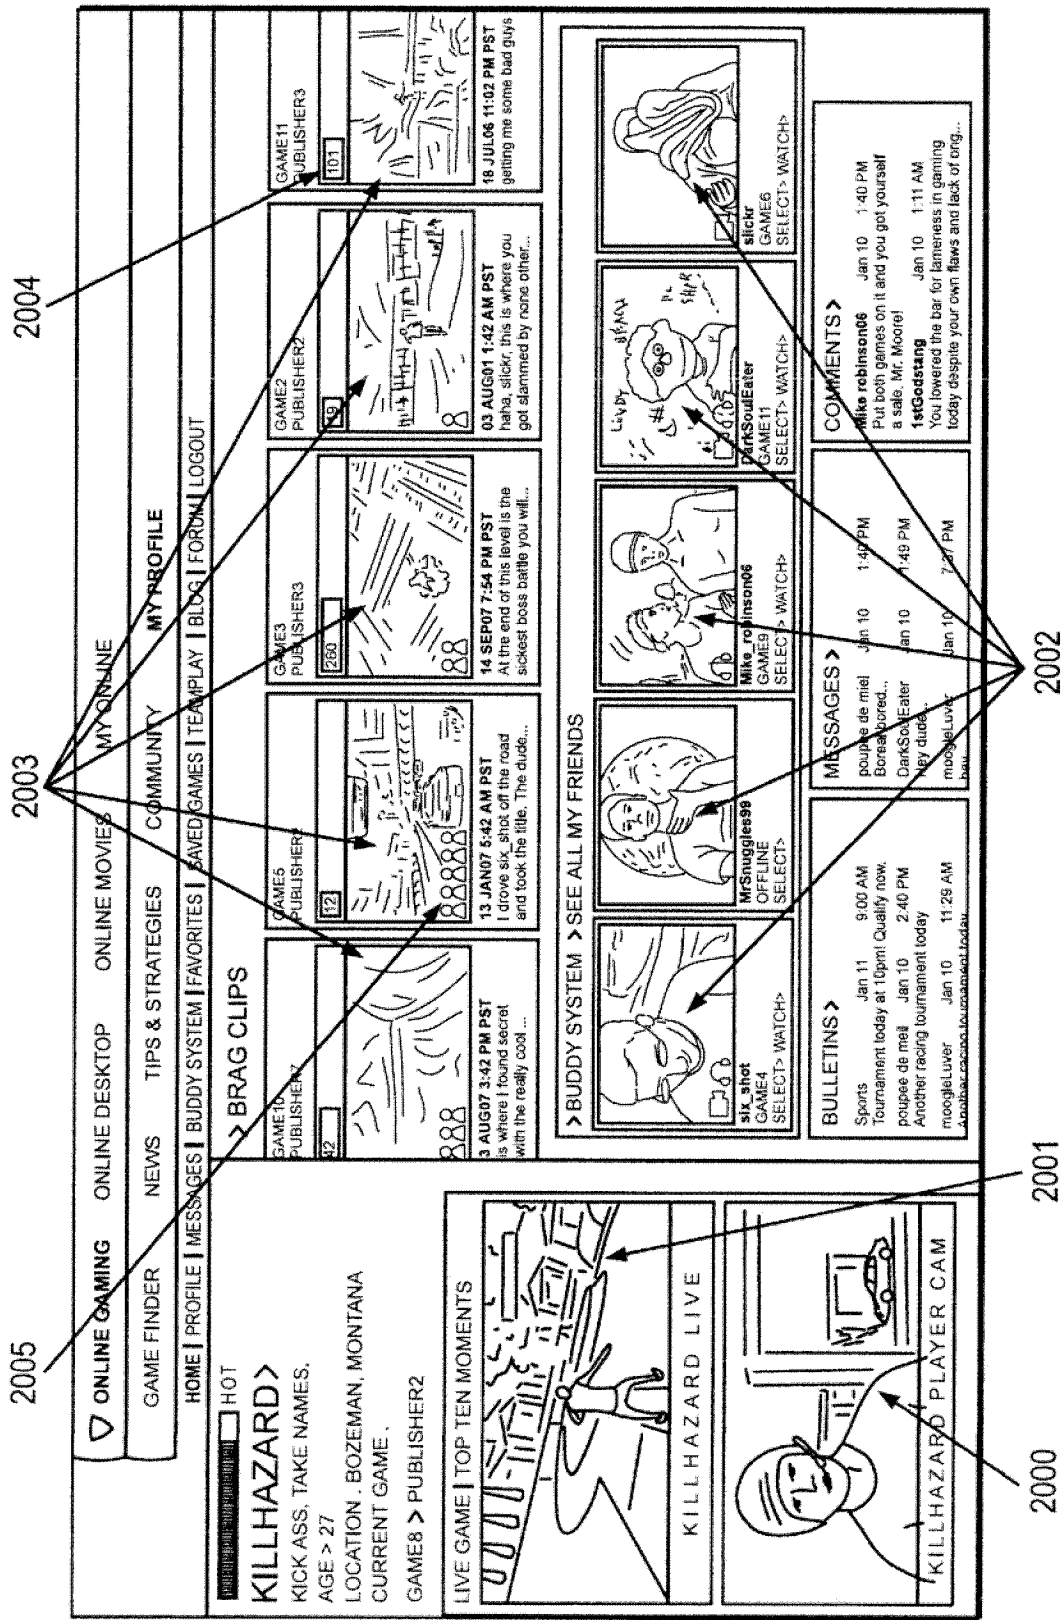 ONLINE GAMING ONLINE DESKTOP ONLINE MOVIES MY ONLINE
GAME FINDER NEWS TIPS & STRATEGIES COMMUNITY MY PROFILE
HOME | PROFILE | MESSAGES | BUDDY SYSTEM | FAVORITES | SAVED GAMES | TEAMPLAY | BLOG | FORUM | LOGOUT
HOT
KILLHAZARD>
KICK ASS, TAKE NAMES.
AGE > 27
LOCATION . BOZEMAN, MONTANA
CURRENT GAME .
GAME8 > PUBLISHER2
LIVE GAME | TOP TEN MOMENTS
KILLHAZARD LIVE
KILLHAZARD PLAYER CAM
> BRAG CLIPS
GAME10
PUBLISHER7
42
3 AUG07 3:42 PM PST
is where I found secret
with the really cool ...
GAME5
PUBLISHER2
12
13 JAN07 5:42 AM PST
I drove six_shot off the road
and took the title. The dude...
GAME3
PUBLISHER3
260
14 SEP07 7:54 PM PST
At the end of this level is the
sickest boss battle you will...
GAME2
PUBLISHER2
19
03 AUG01 1:42 AM PST
haha, slickr, this is where you
got slammed by none other...
GAME11
PUBLISHER3
101
18 JUL06 11:02 PM PST
getting me some bad guys
> BUDDY SYSTEM > SEE ALL MY FRIENDS
six_shot
GAME4
SELECT> WATCH>
MrSnuggles99
OFFLINE
SELECT>
Mike_robinson06
GAME9
SELECT> WATCH>
DarkSoulEater
GAME11
SELECT> WATCH>
slickr
GAME6
SELECT> WATCH>
BULLETINS >
Sports Jan 11 9:00 AM
Tournament today at 10pm! Qualify now.
poupee de meil Jan 10 2:40 PM
Another racing tournament today
moogleLuver Jan 10 11:29 AM
Another racing tournament today
MESSAGES >
poupee de miel Jan 10 1:40 PM
Boreal bored...
DarkSoulEater Jan 10 1:49 PM
Hey dude...
moogleLuver Jan 10 PM
hey
COMMENTS >
Mike robinson06 Jan 10 1:40 PM
Put both games on it and you got yourself
a sale, Mr. Moore!
1stGodstang Jan 10 1:11 AM
You lowered the bar for lameness in gaming
today despite your own flaws and lack of orig...
2000
2001
2002
2003
2004
2005